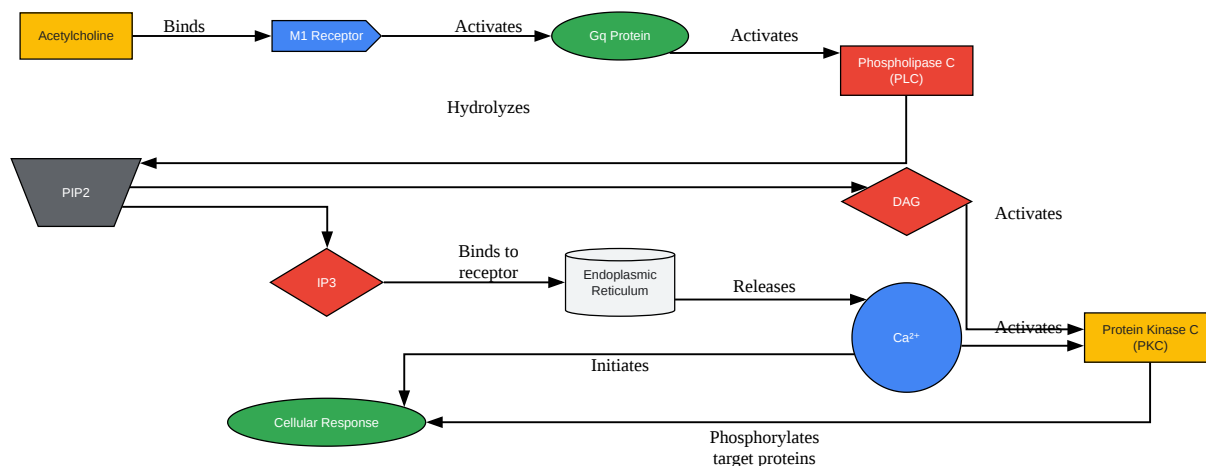 Acetylcholine
Binds
M1 Receptor
Activates
Gq Protein
Activates
Phospholipase C
(PLC)
Hydrolyzes
PIP2
DAG
Activates
IP3
Binds to
receptor
Endoplasmic
Reticulum
Releases
Ca²⁺
Activates
Protein Kinase C
(PKC)
Initiates
Cellular Response
Phosphorylates
target proteins